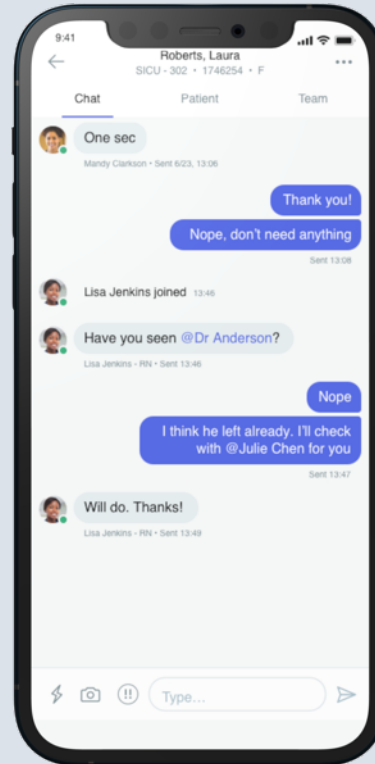 9:41
Roberts, Laura
SICU - 302 • 1746254 • F
Chat Patient Team
One sec
Mandy Clarkson • Sent 6/23, 13:06
Thank you!
Nope, don't need anything
Sent 13:08
Lisa Jenkins joined 13:46
Have you seen @Dr Anderson?
Lisa Jenkins - RN • Sent 13:46
Nope
I think he left already. I'll check
with @Julie Chen for you
Sent 13:47
Will do. Thanks!
Lisa Jenkins - RN • Sent 13:49
!!
Type...